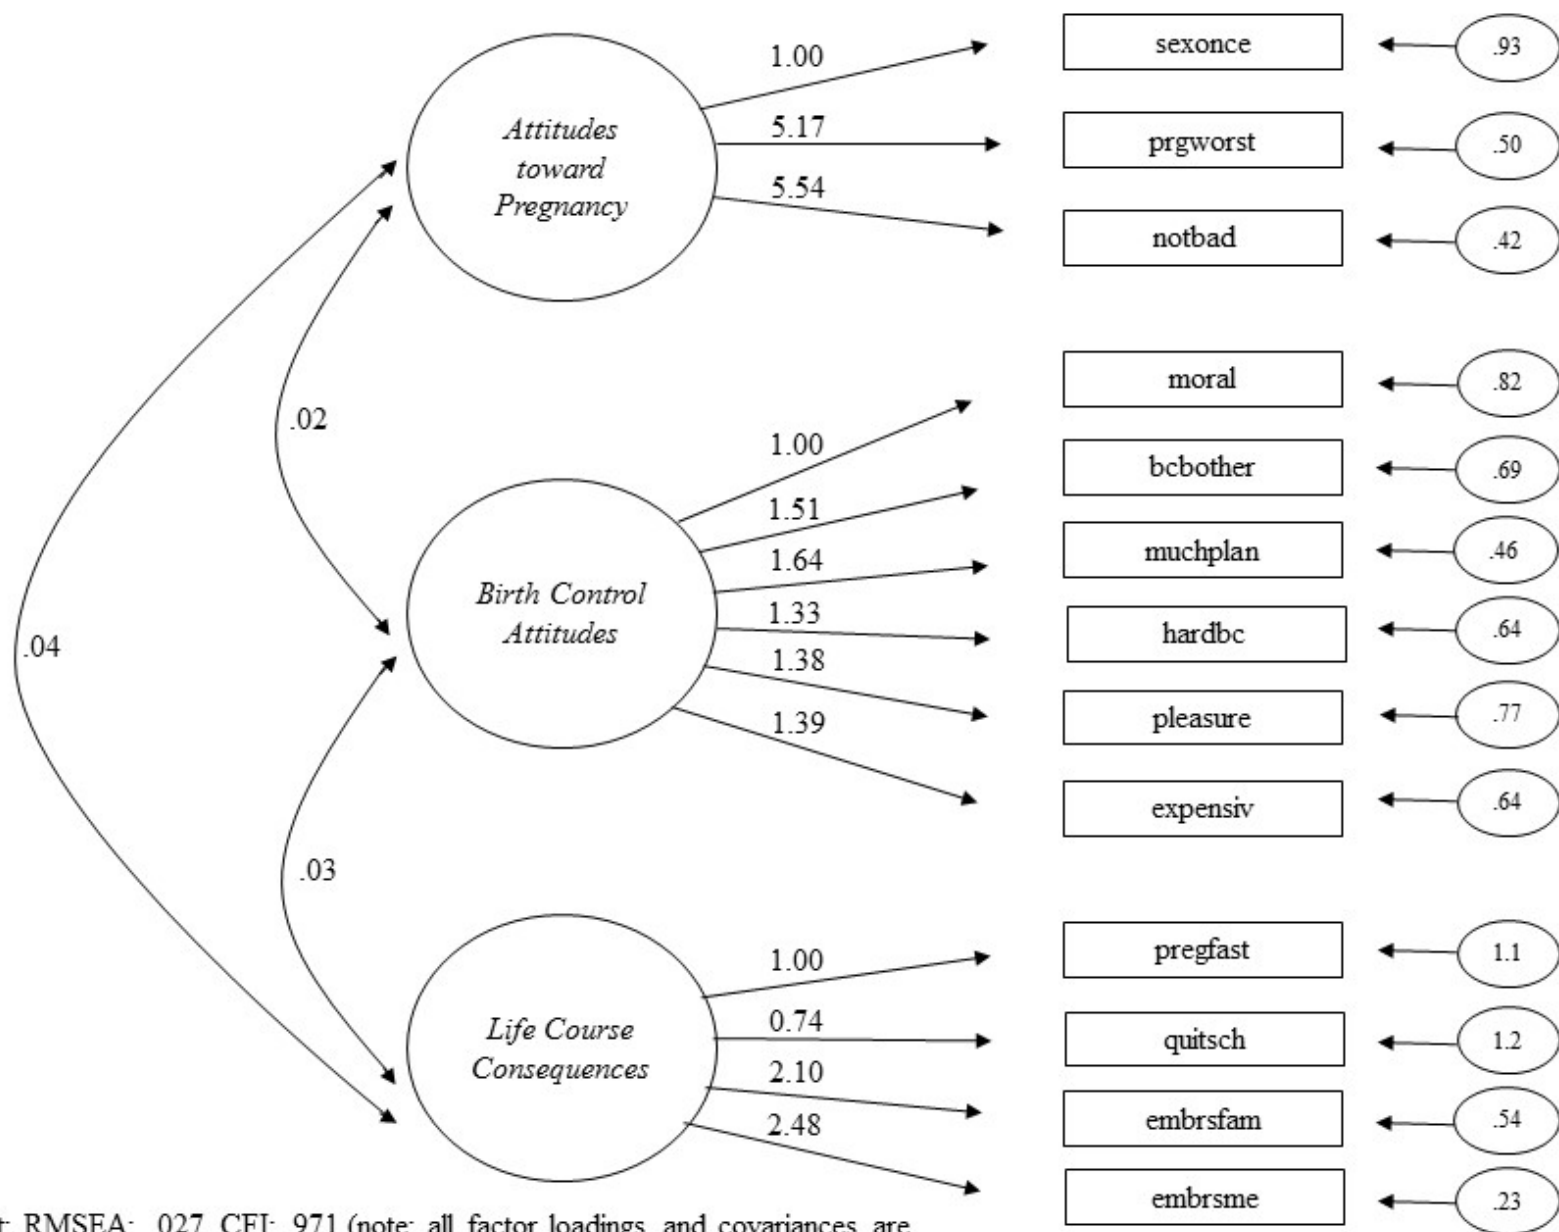 Attitudes
toward
Pregnancy
1.00
5.17
5.54
sexonce
.93
prgworst
.50
notbad
.42
.02
.04
Birth Control
Attitudes
1.00
1.51
1.64
1.33
1.38
1.39
moral
.82
bcbother
.69
muchplan
.46
hardbc
.64
pleasure
.77
expensiv
.64
.03
Life Course
Consequences
1.00
0.74
2.10
2.48
pregfast
1.1
quitsch
1.2
embrsfam
.54
embrsme
.23
RMSEA: .027 CFI: .971 (note: all factor loadings and covariances are